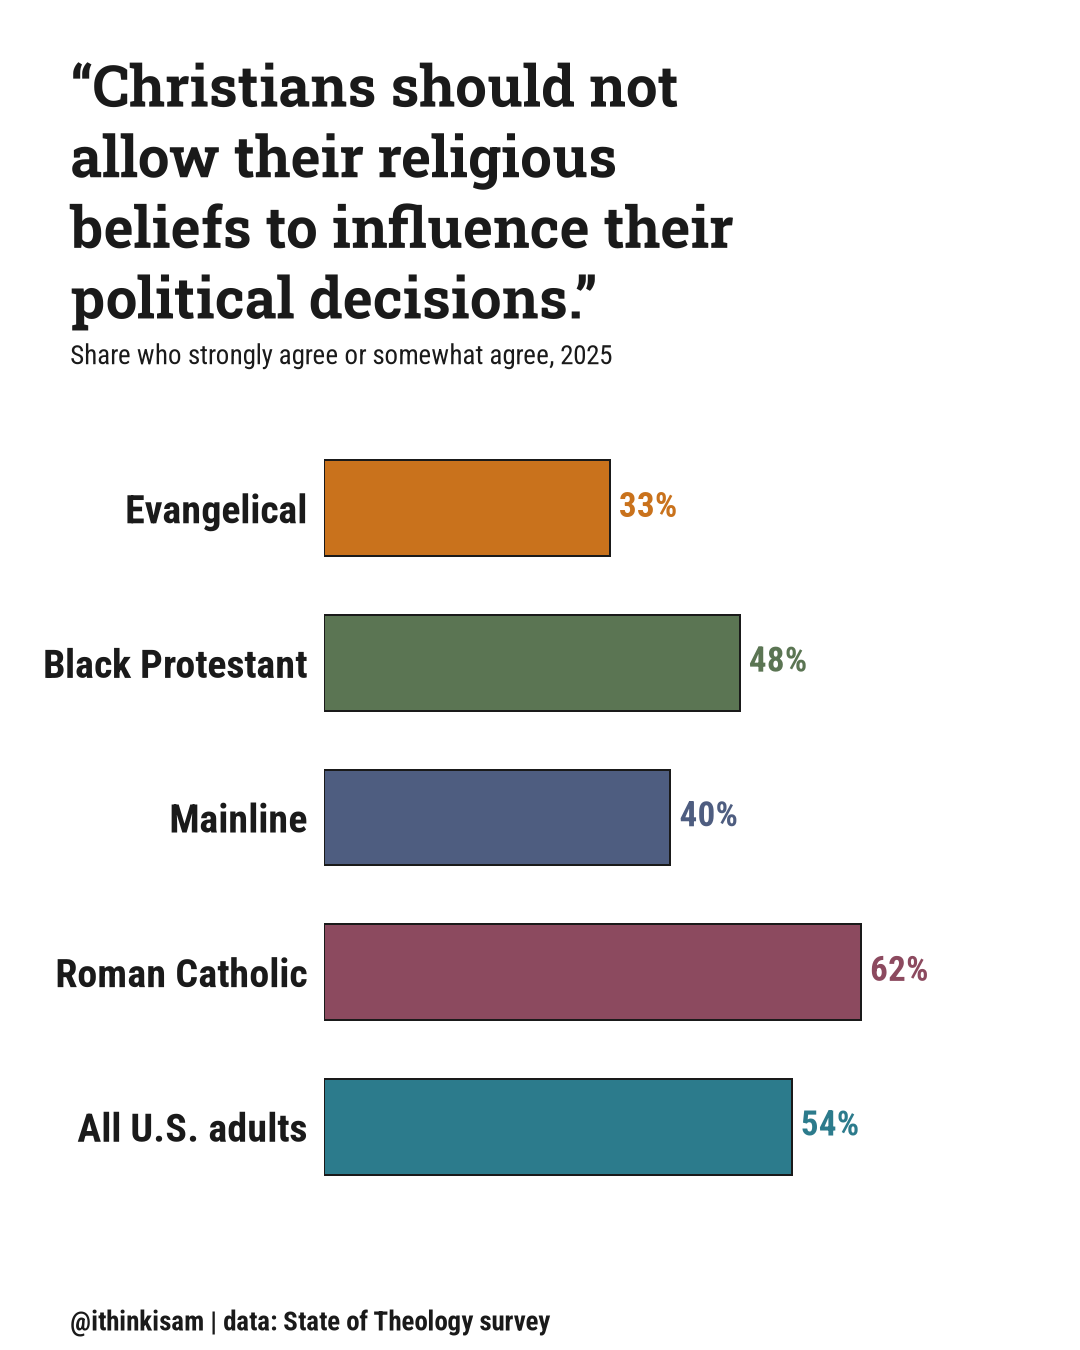 “Christians should not
allow their religious
beliefs to influence their
political decisions.”
Share who strongly agree or somewhat agree, 2025
Evangelical 33%
Black Protestant 48%
Mainline 40%
Roman Catholic 62%
All U.S. adults 54%
@ithinkisam | data: State of Theology survey